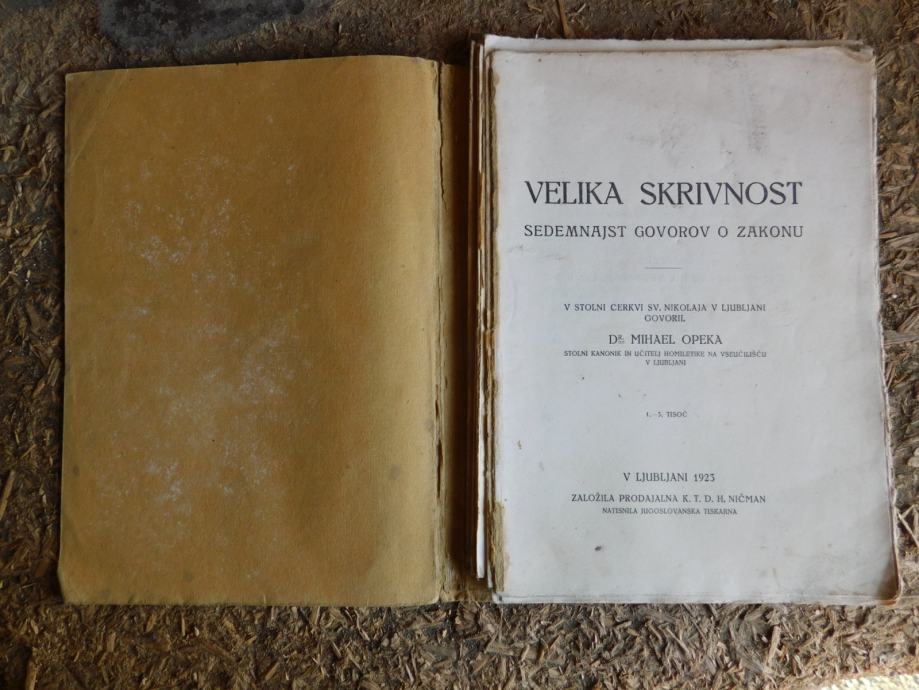 VELIKA SKRIVNOST
SEDEMNAJST GOVOROV O ZAKONU
V STOLNI CERKVI SV. NIKOLAJA V LJUBLJANI
GOVORIL
DR. MIHAEL OPEKA
STOLNI KANONIK IN UČITELJ HOMILETIKE NA VSEUČILIŠČU
V LJUBLJANI
1.—5. TISOČ
V LJUBLJANI 1923
ZALOŽILA PRODAJALNA K. T. D. H. NIČMAN
NATISNILA JUGOSLOVANSKA TISKARNA